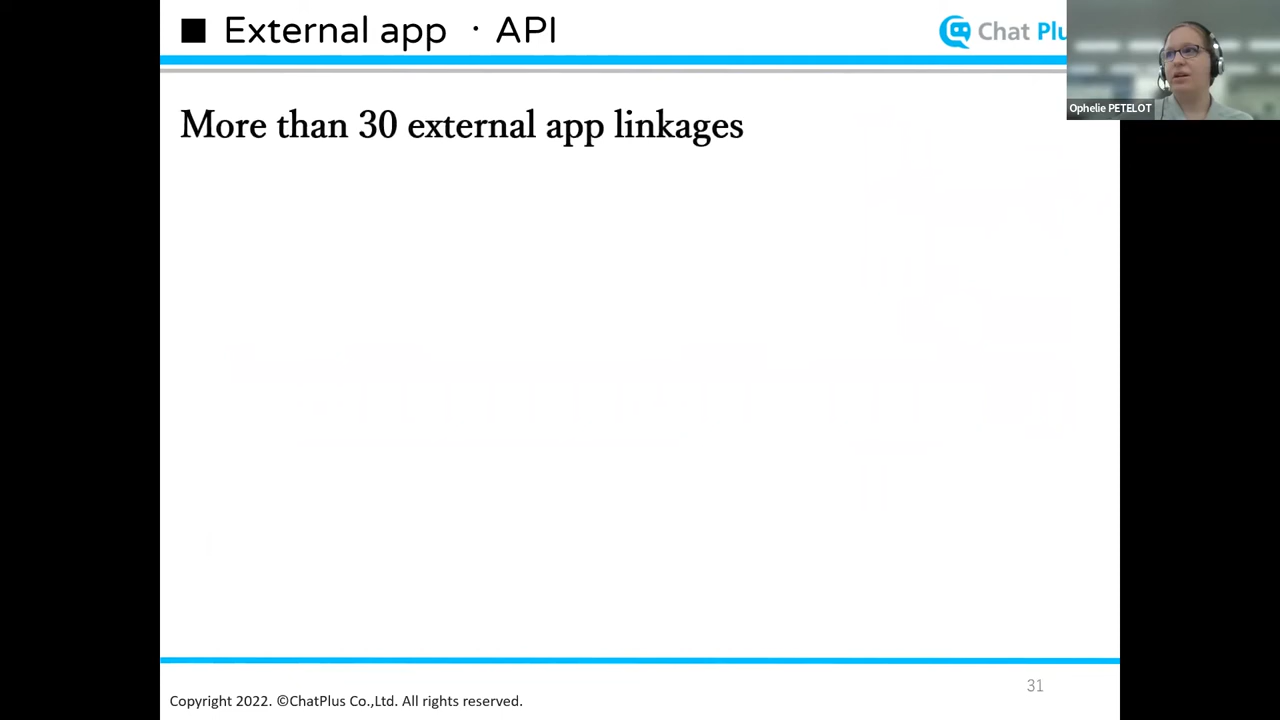 ■ External app ・ API
Chat Plu
Ophelie PETELOT
More than 30 external app linkages
31
Copyright 2022. ©ChatPlus Co.,Ltd. All rights reserved.